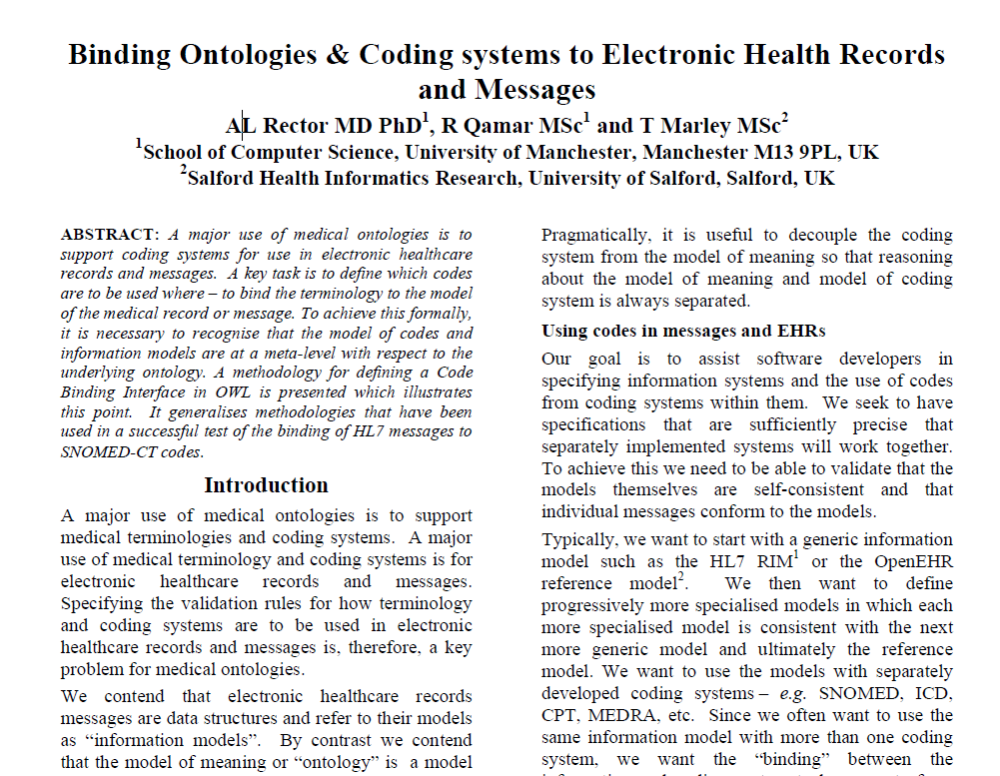 Binding Ontologies & Coding systems to Electronic Health Records
and Messages
AL Rector MD PhD1, R Qamar MSc1 and T Marley MSc2
1School of Computer Science, University of Manchester, Manchester M13 9PL, UK
2Salford Health Informatics Research, University of Salford, Salford, UK
ABSTRACT: A major use of medical ontologies is to
support coding systems for use in electronic healthcare
records and messages. A key task is to define which codes
are to be used where – to bind the terminology to the model
of the medical record or message. To achieve this formally,
it is necessary to recognise that the model of codes and
information models are at a meta-level with respect to the
underlying ontology. A methodology for defining a Code
Binding Interface in OWL is presented which illustrates
this point. It generalises methodologies that have been
used in a successful test of the binding of HL7 messages to
SNOMED-CT codes.
Introduction
A major use of medical ontologies is to support
medical terminologies and coding systems. A major
use of medical terminology and coding systems is for
electronic healthcare records and messages.
Specifying the validation rules for how terminology
and coding systems are to be used in electronic
healthcare records and messages is, therefore, a key
problem for medical ontologies.
We contend that electronic healthcare records
messages are data structures and refer to their models
as “information models”. By contrast we contend
that the model of meaning or “ontology” is a model
Pragmatically, it is useful to decouple the coding
system from the model of meaning so that reasoning
about the model of meaning and model of coding
system is always separated.
Using codes in messages and EHRs
Our goal is to assist software developers in
specifying information systems and the use of codes
from coding systems within them. We seek to have
specifications that are sufficiently precise that
separately implemented systems will work together.
To achieve this we need to be able to validate that the
models themselves are self-consistent and that
individual messages conform to the models.
Typically, we want to start with a generic information
model such as the HL7 RIM1 or the OpenEHR
reference model2. We then want to define
progressively more specialised models in which each
more specialised model is consistent with the next
more generic model and ultimately the reference
model. We want to use the models with separately
developed coding systems – e.g. SNOMED, ICD,
CPT, MEDRA, etc. Since we often want to use the
same information model with more than one coding
system, we want the “binding” between the